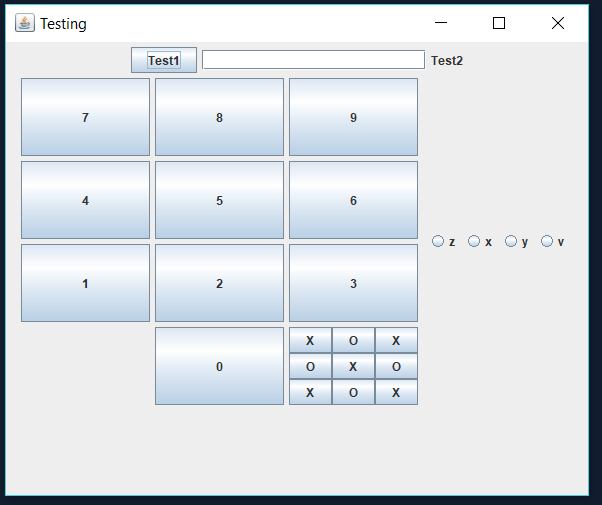 Testing
Test1 Test2
7 8 9
4 5 6
z x y v
1 2 3
0
X O X
O X O
X O X